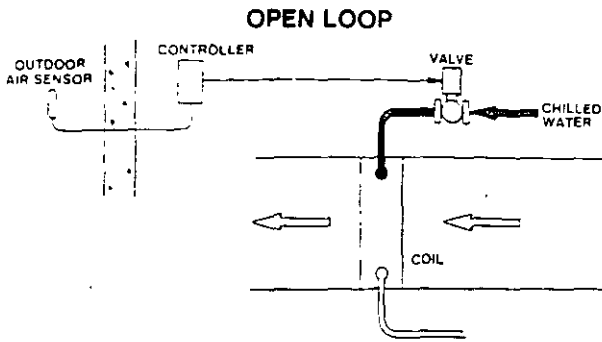 OPEN LOOP
OUTDOOR
AIR SENSOR
CONTROLLER
VALVE
CHILLED
WATER
COIL